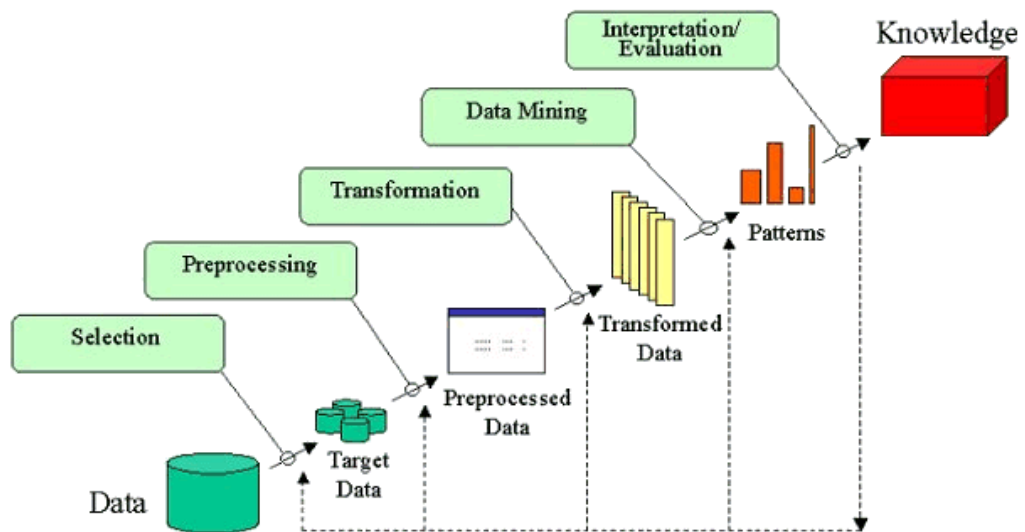 Interpretation/
Evaluation
Knowledge
Data Mining
Transformation
Patterns
Preprocessing
Transformed
Data
Selection
Preprocessed
Data
Target
Data
Data